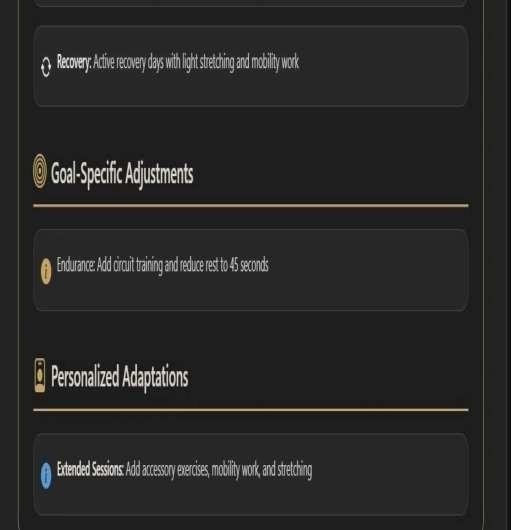 Recovery: Active recovery days with light stretching and mobility work
Goal-Specific Adjustments
Endurance: Add circuit training and reduce rest to 45 seconds
Personalized Adaptations
Extended Sessions: Add accessory exercises, mobility work, and stretching